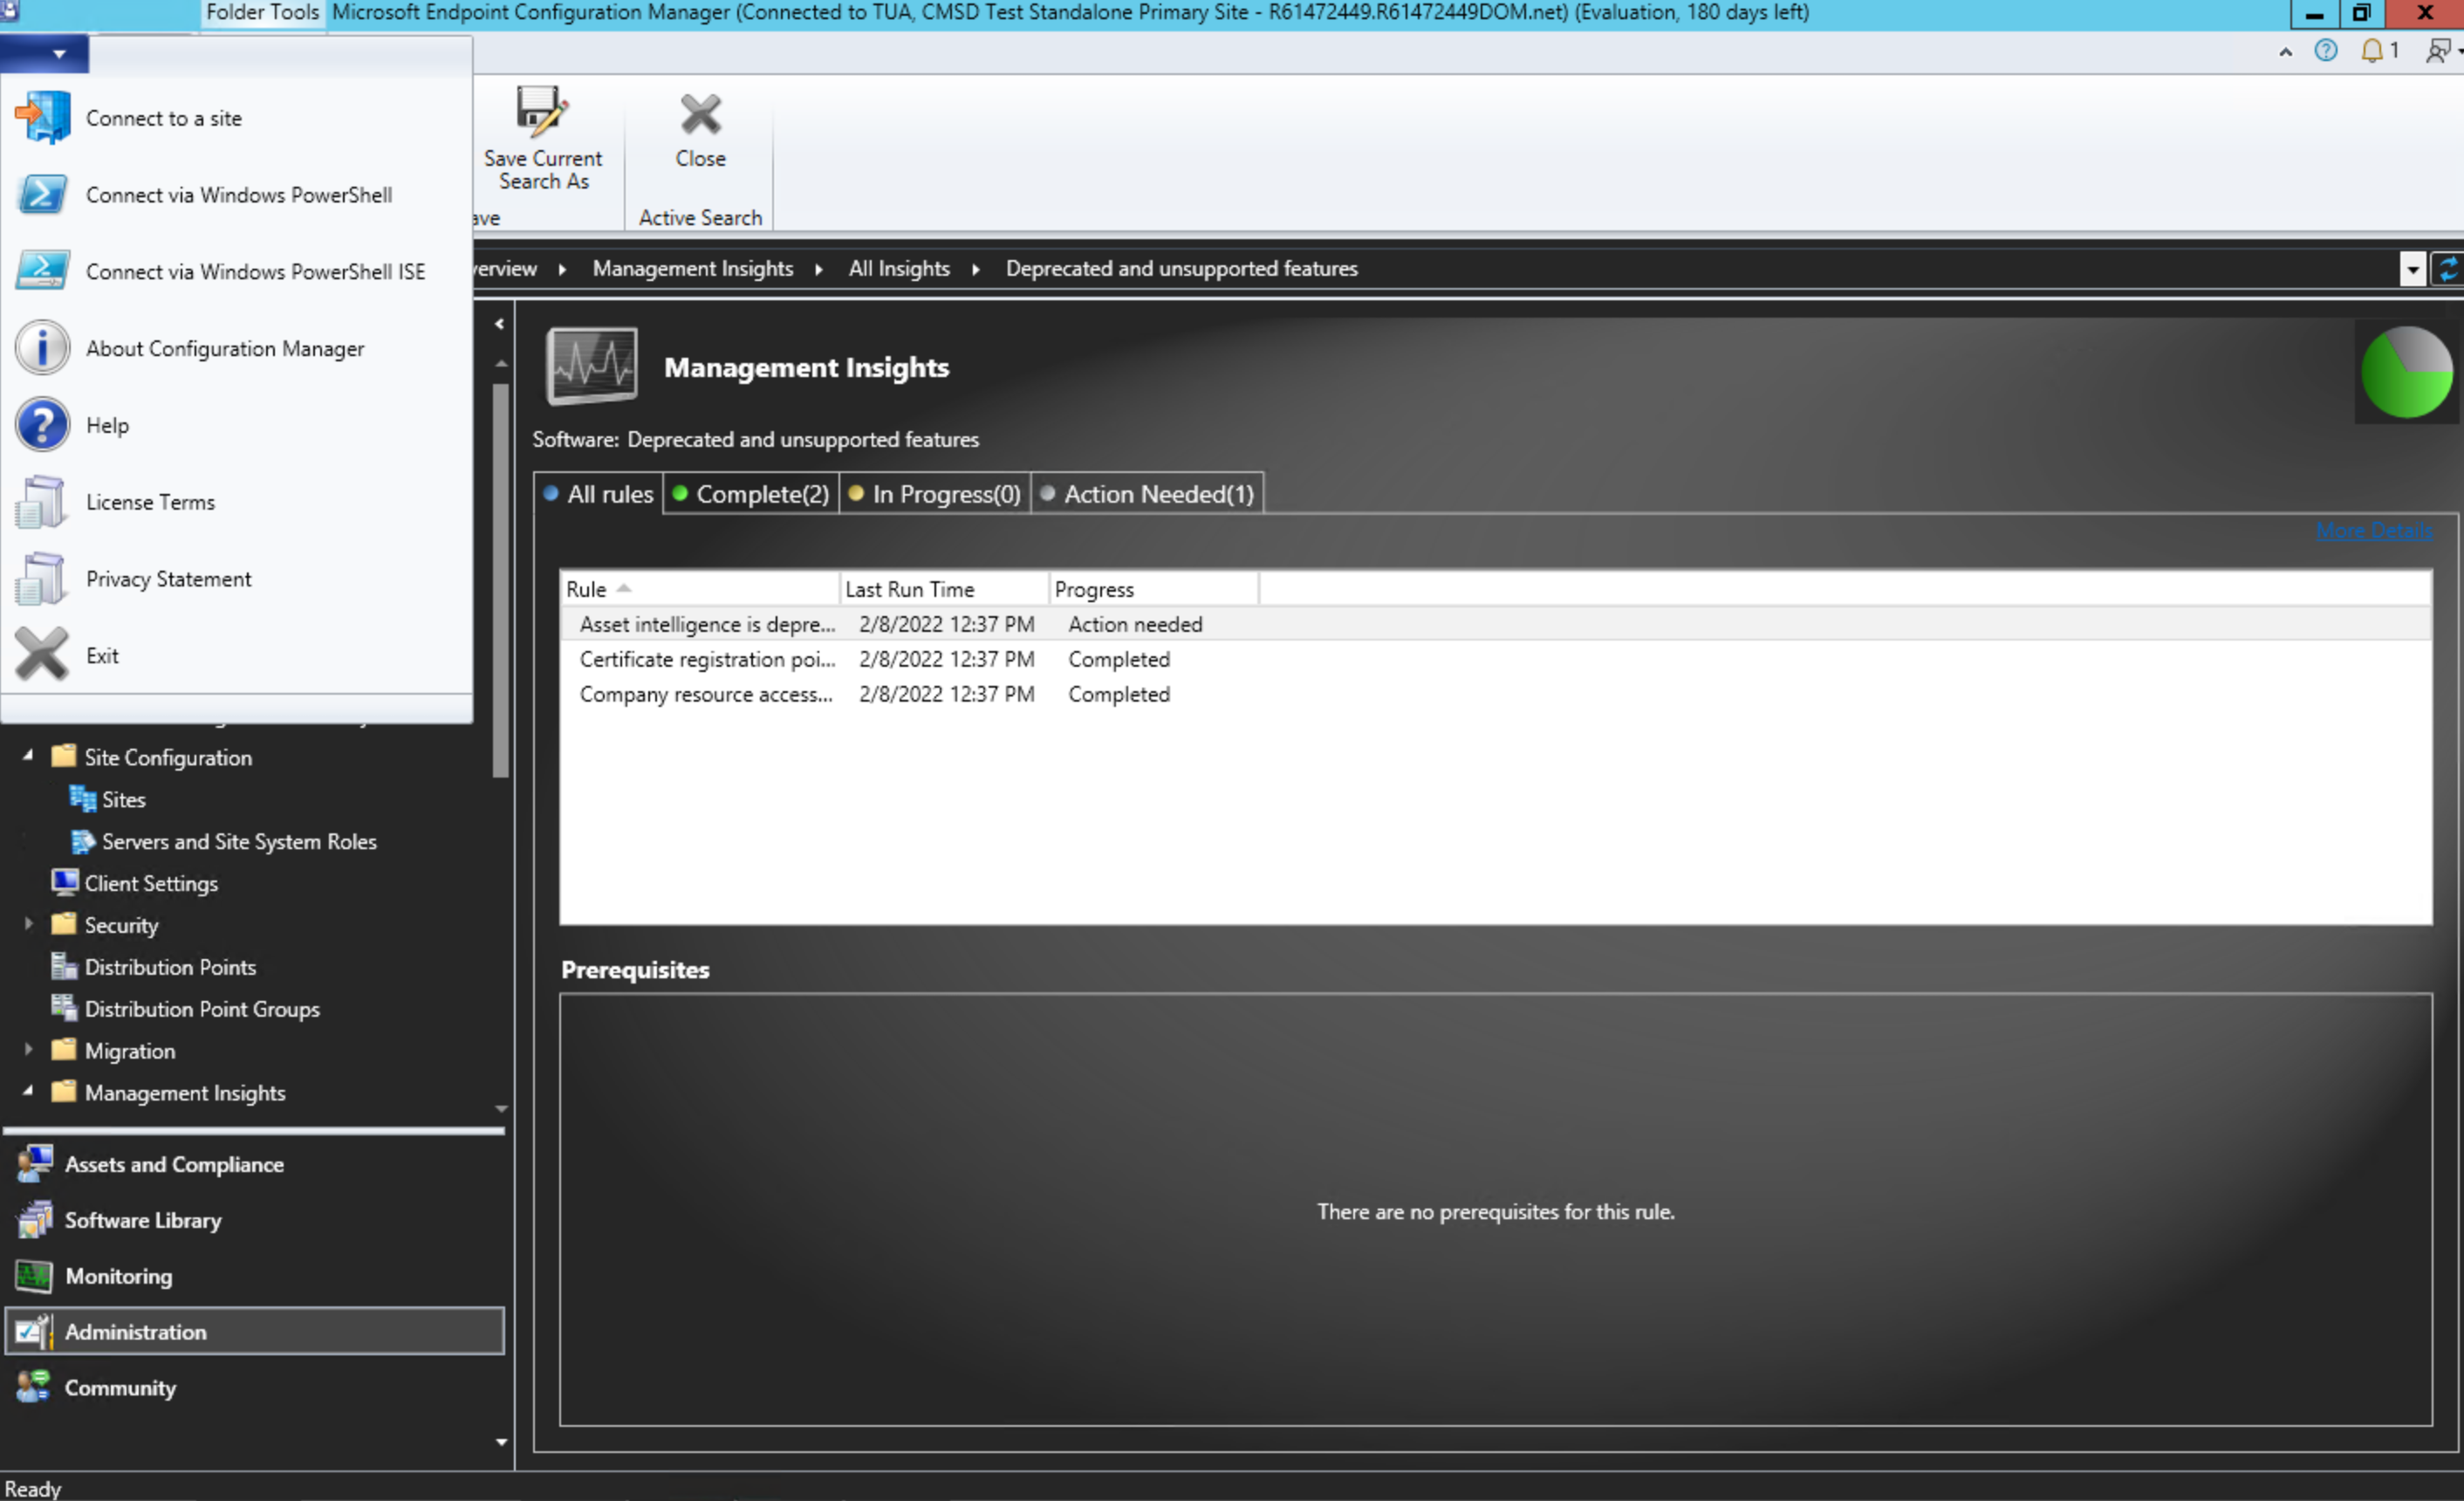 Folder Tools Microsoft Endpoint Configuration Manager (Connected to TUA, CMSD Test Standalone Primary Site - R61472449.R61472449DOM.net) (Evaluation, 180 days left)
1
Connect to a site
Connect via Windows PowerShell
Connect via Windows PowerShell ISE
About Configuration Manager
Help
License Terms
Privacy Statement
Exit
Save Current
Search As
Close
ave
Active Search
erview
Management Insights
All Insights
Deprecated and unsupported features
Management Insights
Software: Deprecated and unsupported features
All rules
Complete(2)
In Progress(0)
Action Needed(1)
More Details
Rule Last Run Time Progress
Asset intelligence is depre... 2/8/2022 12:37 PM Action needed
Certificate registration poi... 2/8/2022 12:37 PM Completed
Company resource access... 2/8/2022 12:37 PM Completed
Prerequisites
There are no prerequisites for this rule.
Site Configuration
Sites
Servers and Site System Roles
Client Settings
Security
Distribution Points
Distribution Point Groups
Migration
Management Insights
Assets and Compliance
Software Library
Monitoring
Administration
Community
Ready